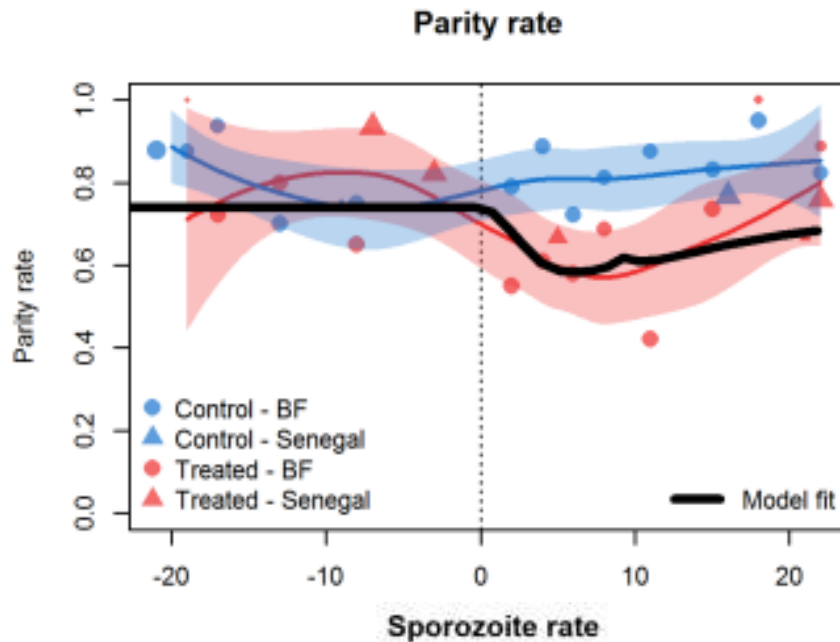 Parity rate
Parity rate
1.0
0.8
0.6
0.4
0.2
0.0
Control - BF
Control - Senegal
Treated - BF
Treated - Senegal
Model fit
-20 -10 0 10 20
Sporozoite rate